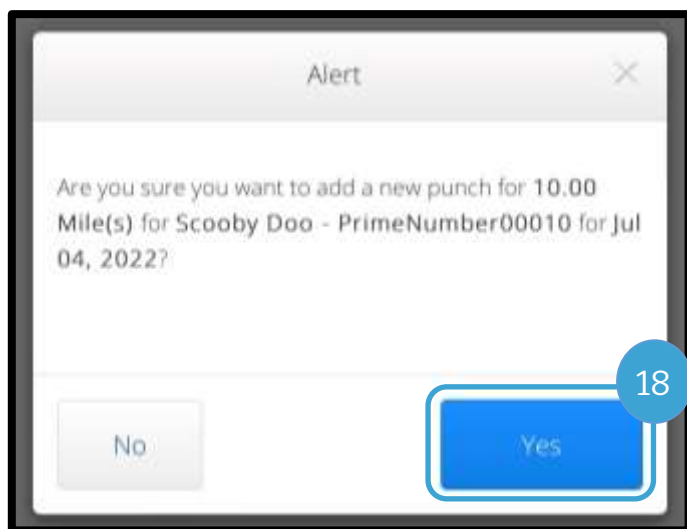 Alert
Are you sure you want to add a new punch for 10.00
Mile(s) for Scooby Doo - PrimeNumber00010 for Jul
04, 2022?
18
No
Yes